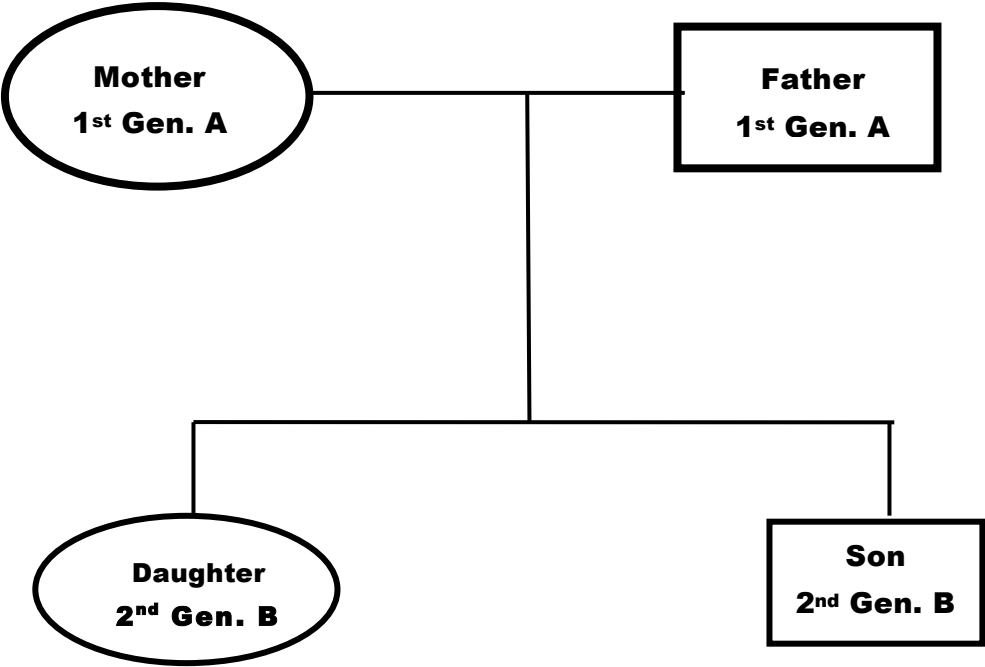 Mother
1st Gen. A
Father
1st Gen. A
Daughter
2nd Gen. B
Son
2nd Gen. B